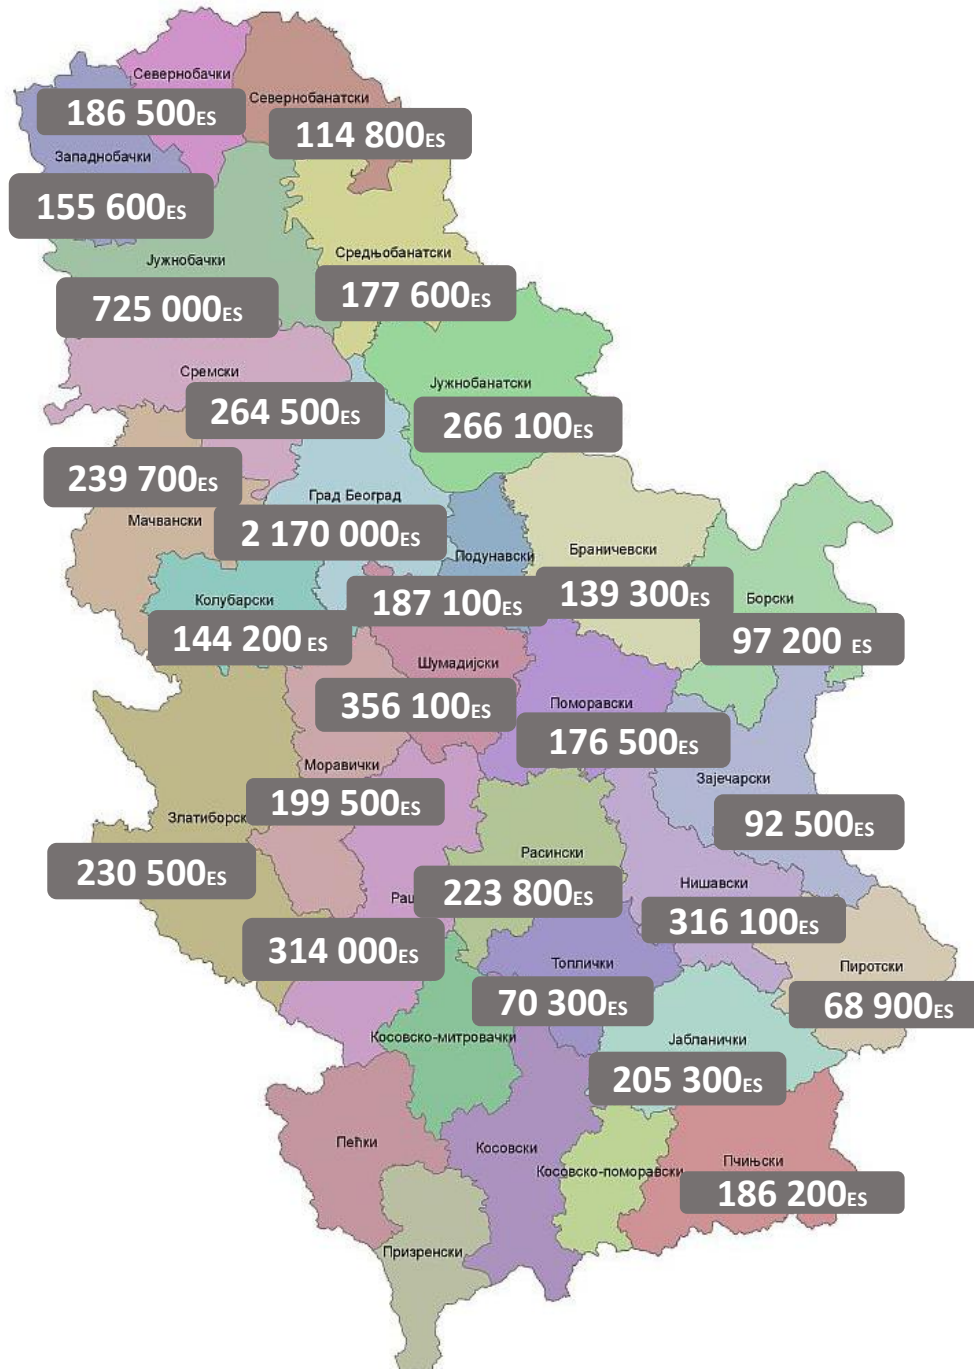 Севернобачки
186 500ES
Севернобанатски
114 800ES
Западнобачки
155 600ES
Јужнобачки
725 000ES
Средњобанатски
177 600ES
Сремски
264 500ES
Јужнобанатски
266 100ES
239 700ES
Мачвански
Град Београд
2 170 000ES
Подунавски
187 100ES
Браничевски
139 300ES
Борски
97 200 ES
Колубарски
144 200 ES
Шумадијски
356 100ES
Поморавски
176 500ES
Моравички
199 500ES
Зајечарски
92 500ES
Златиборск
230 500ES
Расински
223 800ES
Раш
314 000ES
Нишавски
316 100ES
Пиротски
68 900ES
Топлички
70 300ES
Јабланички
205 300ES
Косовско-митровачки
Пећки
Косовски
Косовско-поморавски
Пчињски
186 200ES
Призренски